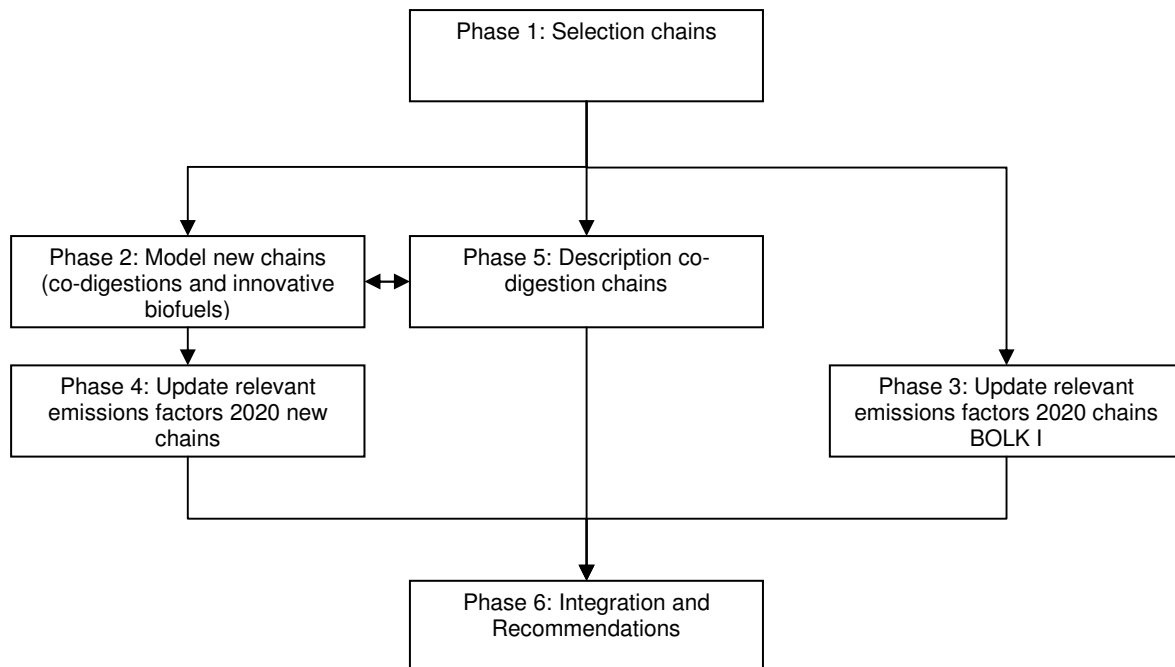 Phase 1: Selection chains
Phase 2: Model new chains
(co-digestions and innovative
biofuels)
Phase 5: Description co-
digestion chains
Phase 4: Update relevant
emissions factors 2020 new
chains
Phase 3: Update relevant
emissions factors 2020 chains
BOLK I
Phase 6: Integration and
Recommendations